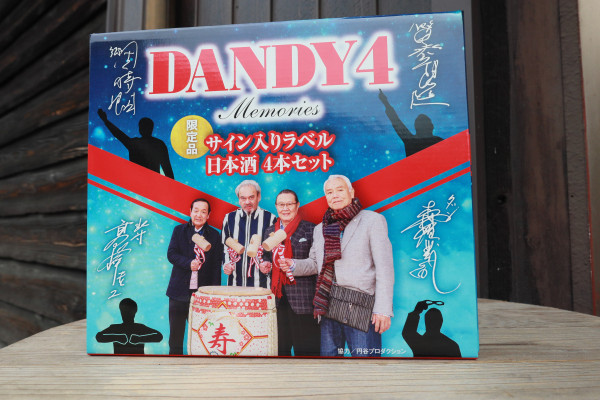 DANDY4
Memories
限定品
サイン入りラベル
日本酒 4本セット
寿
協力／円谷プロダクション